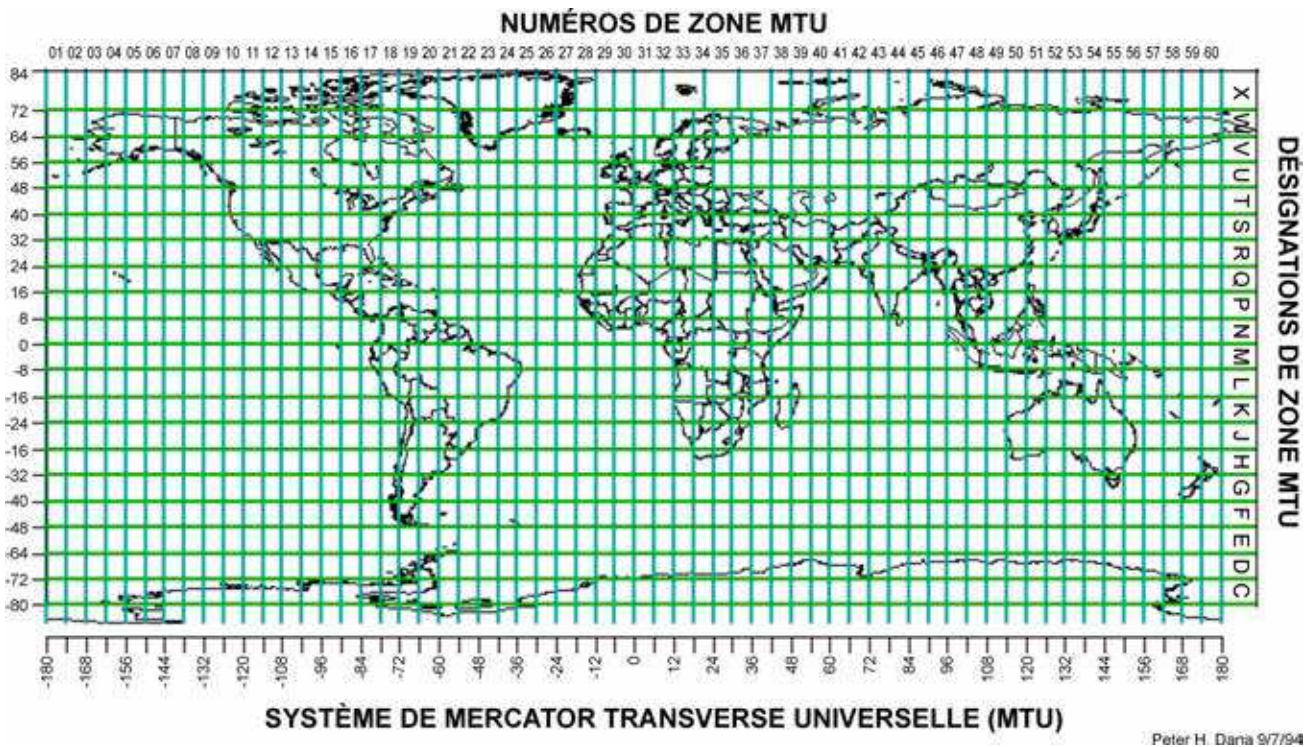 NUMÉROS DE ZONE MTU
01 02 03 04 05 06 07 08 09 10 11 12 13 14 15 16 17 18 19 20 21 22 23 24 25 26 27 28 29 30 31 32 33 34 35 36 37 38 39 40 41 42 43 44 45 46 47 48 49 50 51 52 53 54 55 56 57 58 59 60
84
72
64
56
48
40
32
24
16
8
0
-8
-16
-24
-16
-32
-40
-48
-64
-72
-80
X
W
V
U
T
S
R
Q
P
N
M
L
K
J
H
G
F
E
D
C
DÉSIGNATIONS DE ZONE MTU
-180 -168 -156 -144 -132 -120 -108 -96 -84 -72 -60 -48 -36 -24 -12 0 12 24 36 48 60 72 84 96 108 120 132 144 156 168 180
SYSTÈME DE MERCATOR TRANSVERSE UNIVERSELLE (MTU)
Peter H. Dana 9/7/94